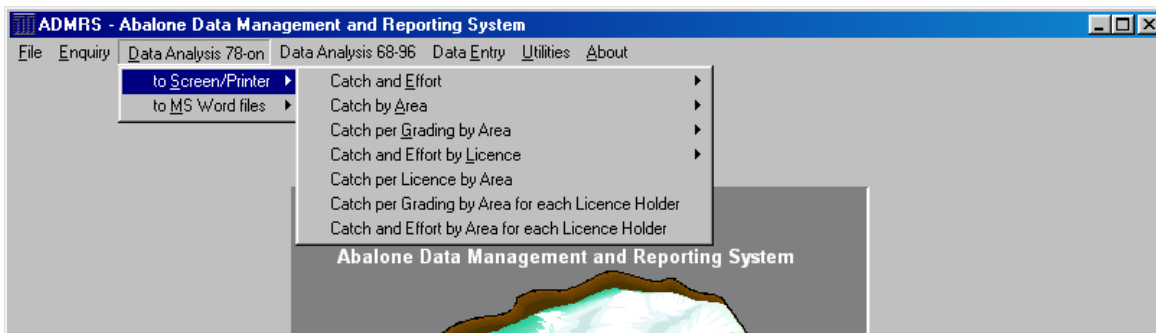 ADMRS - Abalone Data Management and Reporting System
File Enquiry Data Analysis 78-on Data Analysis 68-96 Data Entry Utilities About
to Screen/Printer
to MS Word files
Catch and Effort
Catch by Area
Catch per Grading by Area
Catch and Effort by Licence
Catch per Licence by Area
Catch per Grading by Area for each Licence Holder
Catch and Effort by Area for each Licence Holder
Abalone Data Management and Reporting System